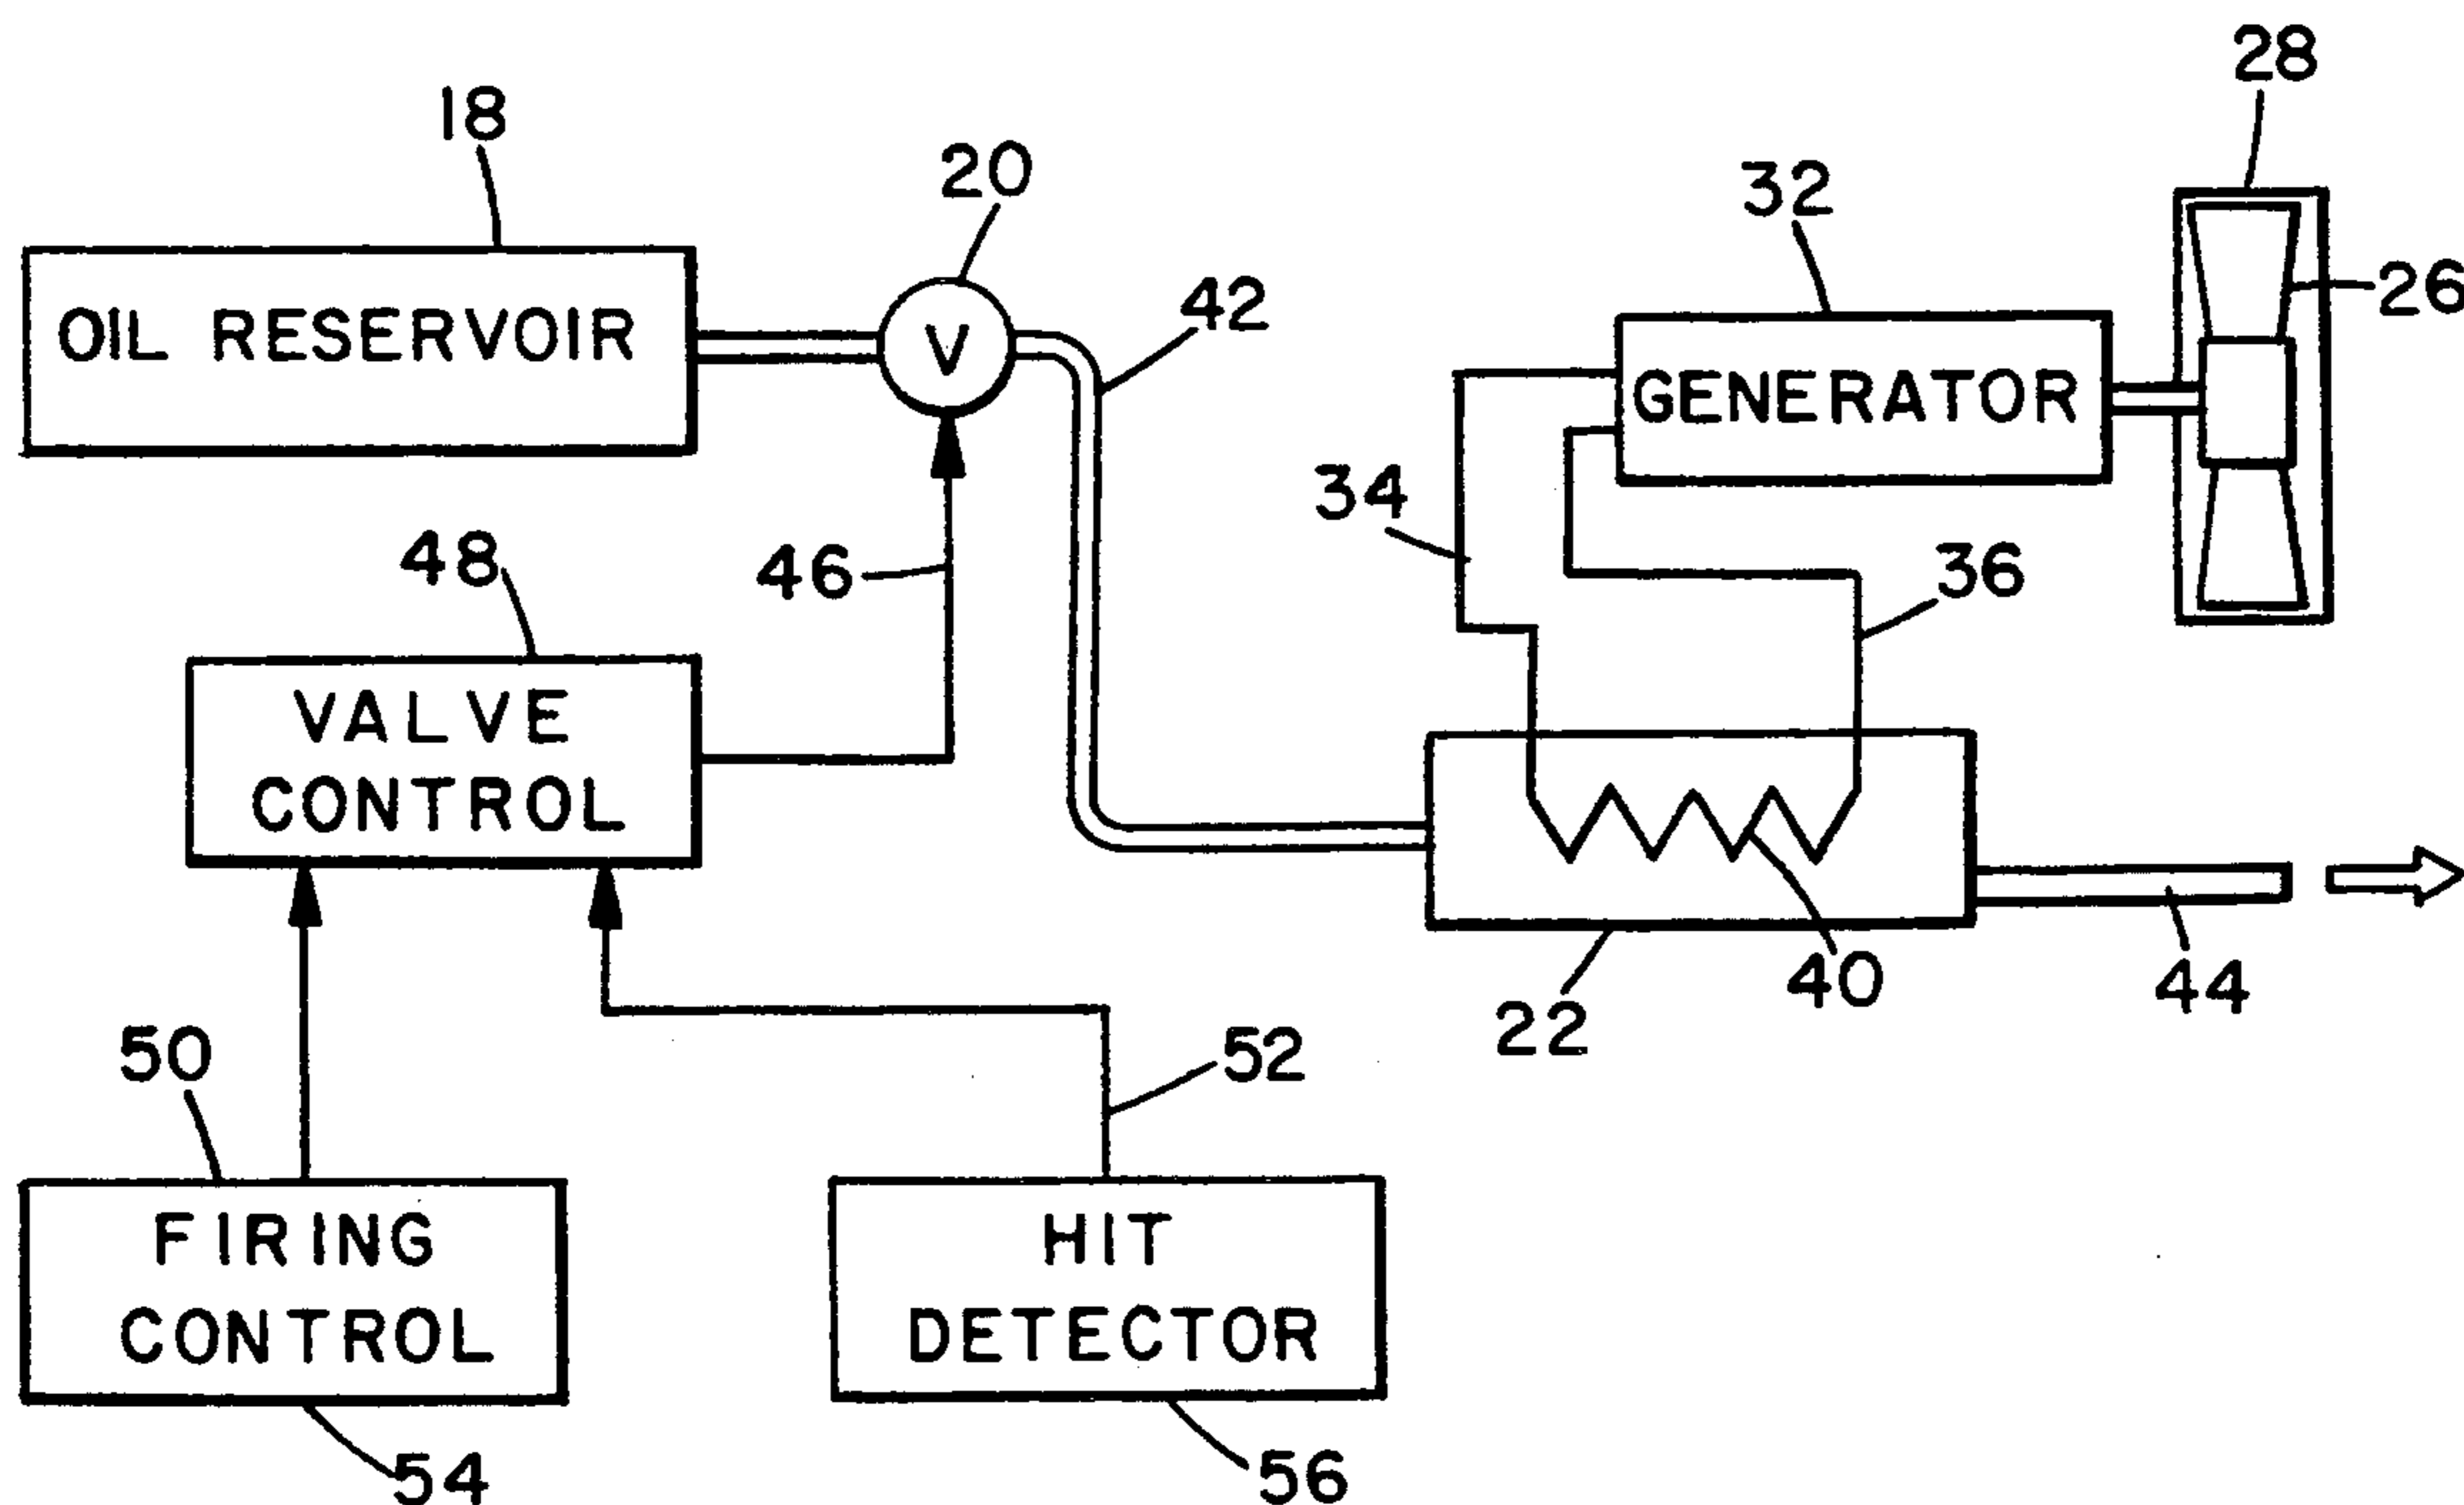 28
18
20
32
42
26
OIL RESERVOIR
V
GENERATOR
34
48
46
36
VALVE
CONTROL
40
44
22
50
52
FIRING
CONTROL
HIT
DETECTOR
54
56